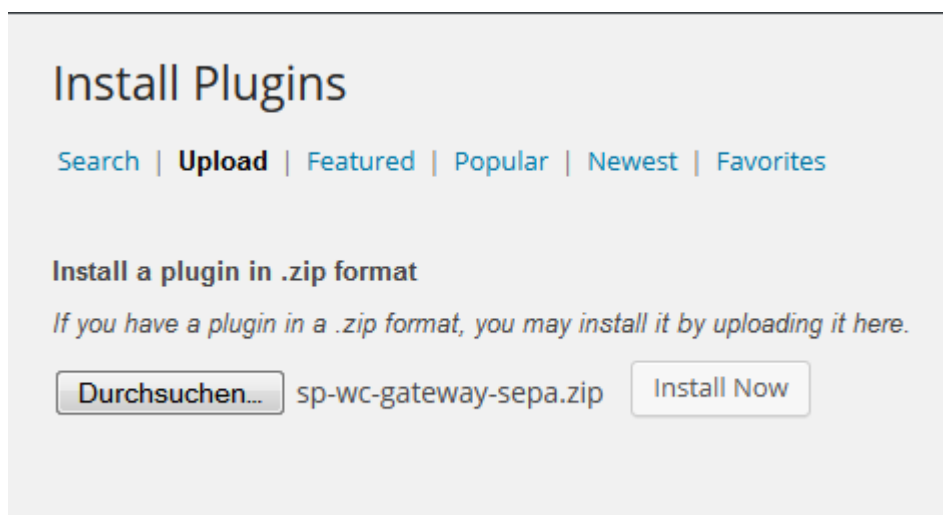 Install Plugins
Search | Upload | Featured | Popular | Newest | Favorites
Install a plugin in .zip format
If you have a plugin in a .zip format, you may install it by uploading it here.
Durchsuchen... sp-wc-gateway-sepa.zip Install Now